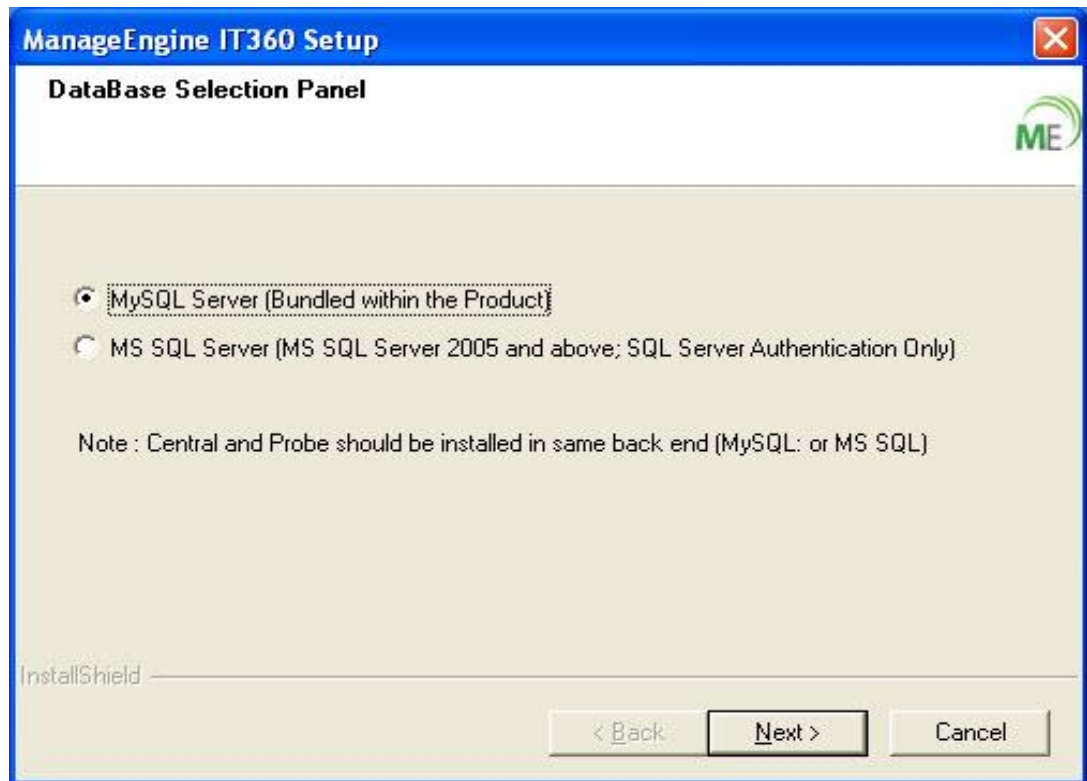 ManageEngine IT360 Setup
DataBase Selection Panel
ME
MySQL Server (Bundled within the Product)
MS SQL Server (MS SQL Server 2005 and above; SQL Server Authentication Only)
Note : Central and Probe should be installed in same back end (MySQL: or MS SQL)
InstallShield
< Back Next > Cancel